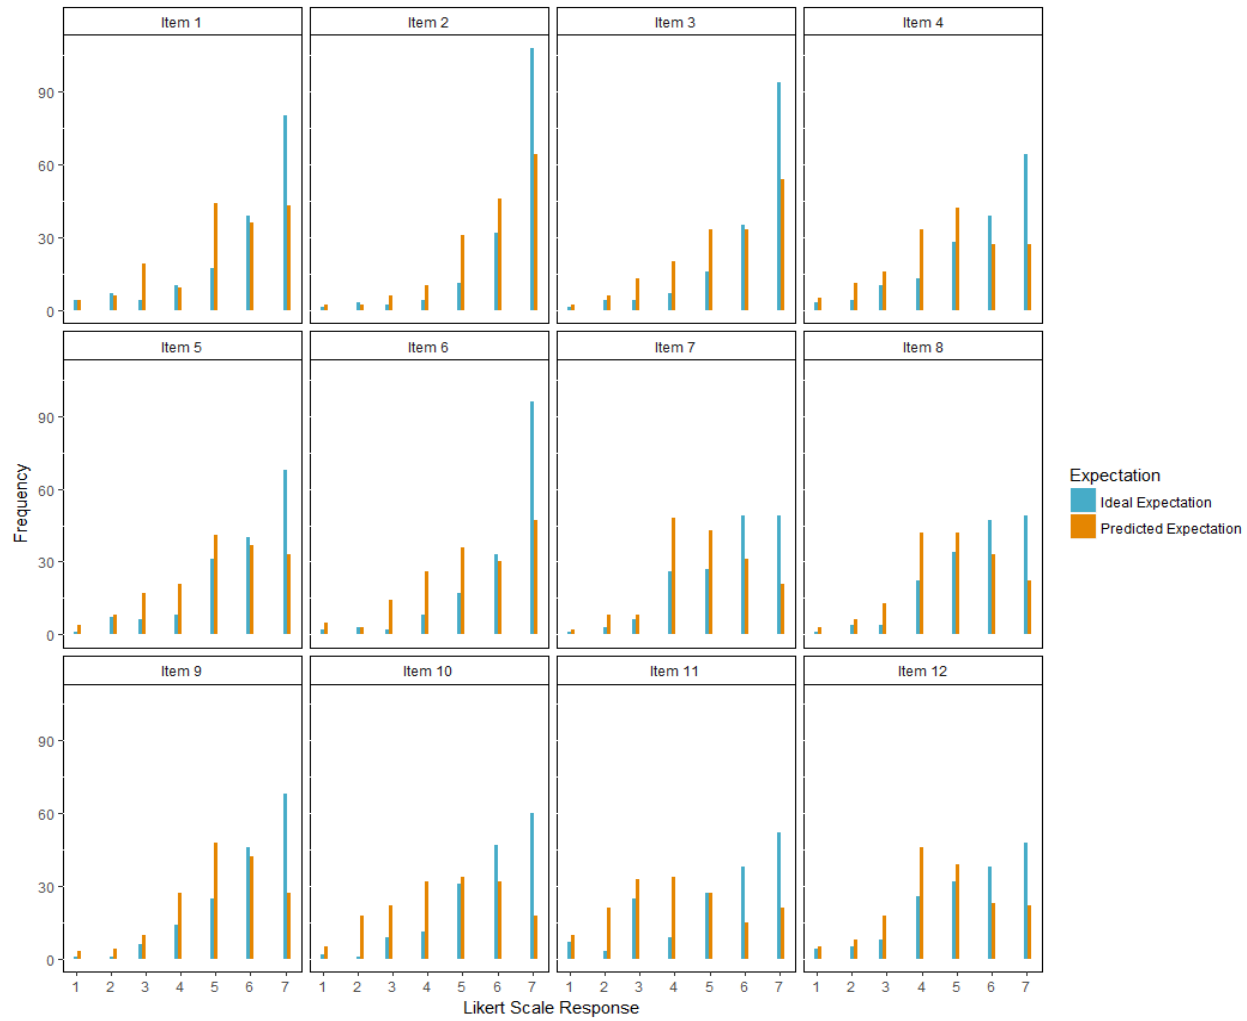 Item 1 Item 2 Item 3 Item 4
90
60
30
0
Item 5 Item 6 Item 7 Item 8
90
60
30
0
Item 9 Item 10 Item 11 Item 12
90
60
30
0
1 2 3 4 5 6 7 1 2 3 4 5 6 7 1 2 3 4 5 6 7 1 2 3 4 5 6 7
Likert Scale Response
Frequency
Expectation
Ideal Expectation
Predicted Expectation